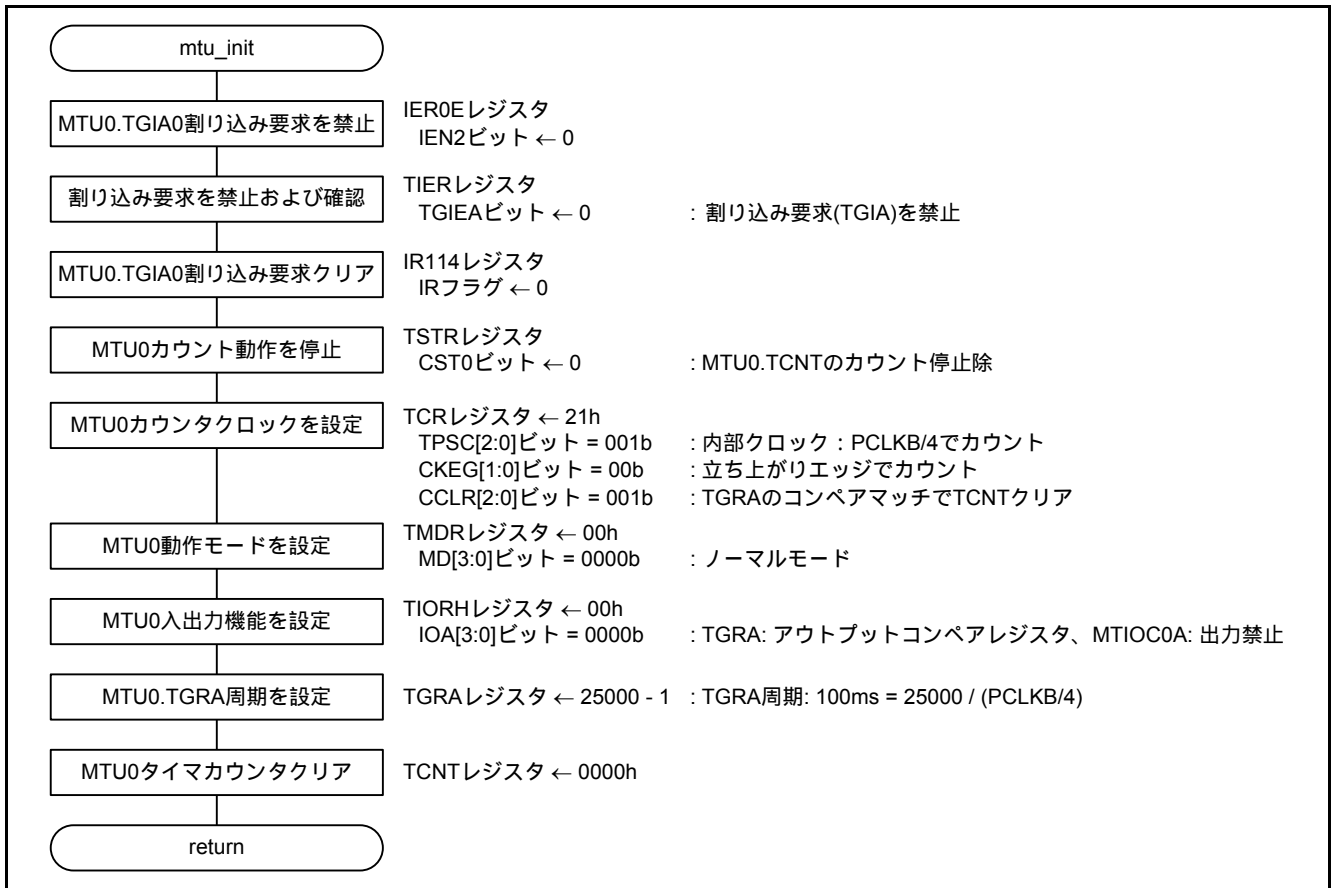 mtu_init
MTU0.TGIA0割り込み要求を禁止
IER0Eレジスタ
IEN2ビット ← 0
割り込み要求を禁止および確認
TIERレジスタ
TGIEAビット ← 0 : 割り込み要求(TGIA)を禁止
MTU0.TGIA0割り込み要求クリア
IR114レジスタ
IRフラグ ← 0
MTU0カウント動作を停止
TSTRレジスタ
CST0ビット ← 0 : MTU0.TCNTのカウント停止除
MTU0カウンタクロックを設定
TCRレジスタ ← 21h
TPSC[2:0]ビット = 001b : 内部クロック：PCLKB/4でカウント
CKEG[1:0]ビット = 00b : 立ち上がりエッジでカウント
CCLR[2:0]ビット = 001b : TGRAのコンペアマッチでTCNTクリア
MTU0動作モードを設定
TMDRレジスタ ← 00h
MD[3:0]ビット = 0000b : ノーマルモード
MTU0入出力機能を設定
TIORHレジスタ ← 00h
IOA[3:0]ビット = 0000b : TGRA: アウトプットコンペアレジスタ、MTIOC0A: 出力禁止
MTU0.TGRA周期を設定
TGRAレジスタ ← 25000 - 1 : TGRA周期: 100ms = 25000 / (PCLKB/4)
MTU0タイマカウンタクリア
TCNTレジスタ ← 0000h
return